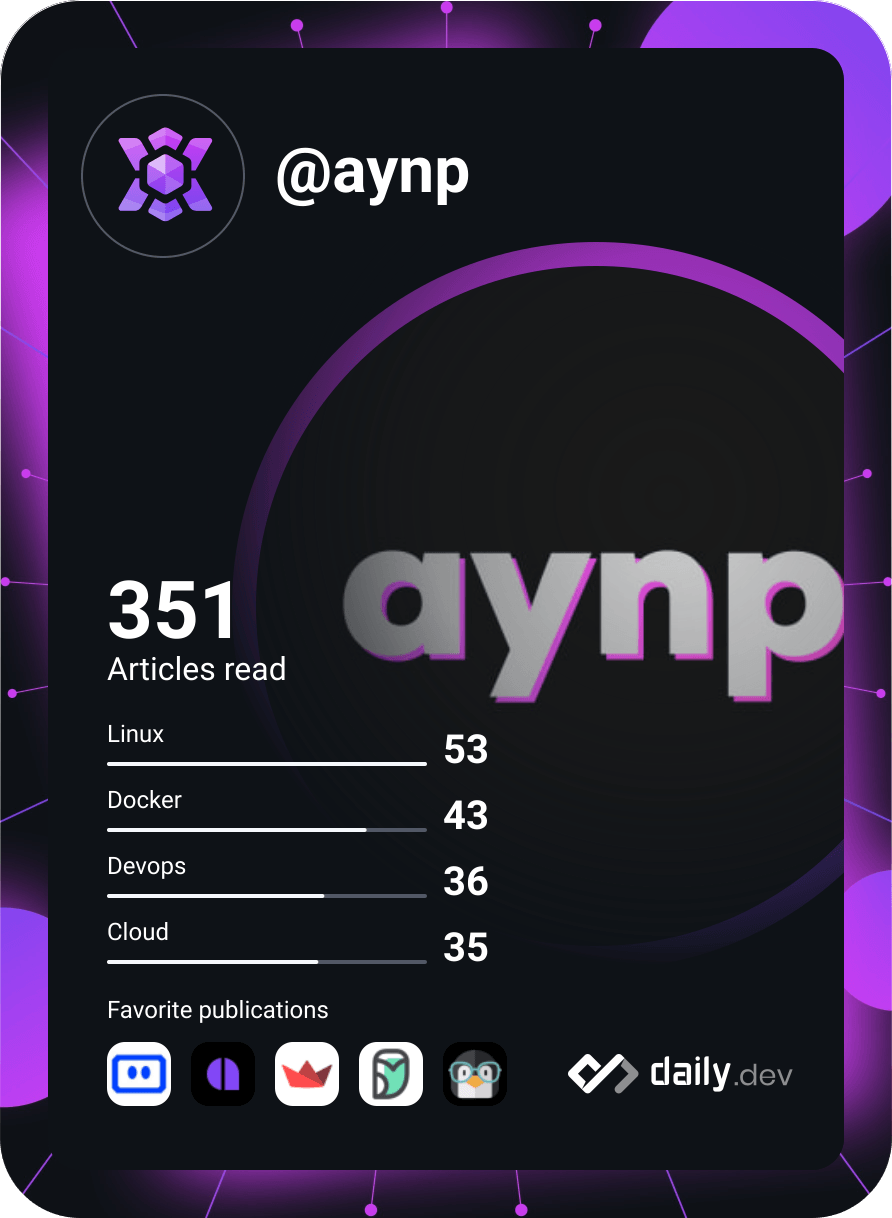 @aynp
aynp
351
Articles read
Linux
53
Docker
43
Devops
36
Cloud
35
Favorite publications
daily.dev